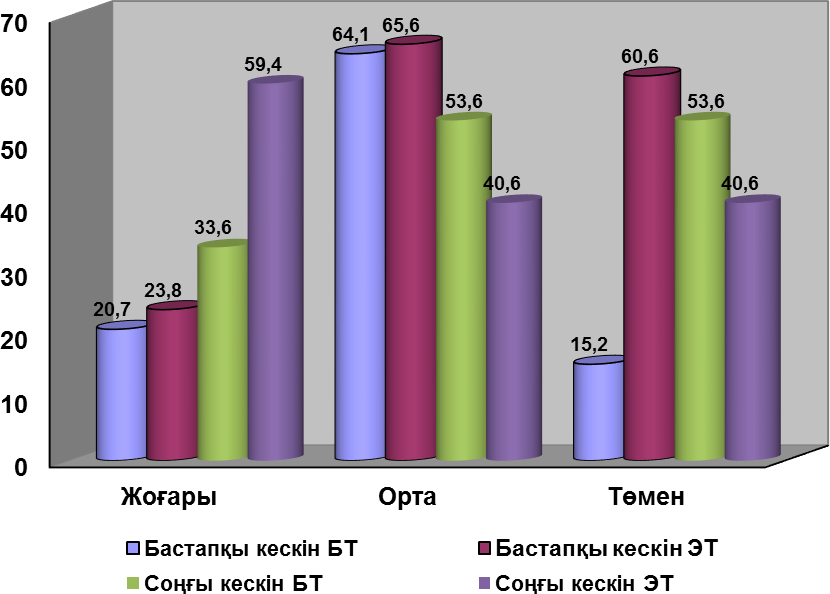 70
60
50
40
30
20
10
0
20,7
23,8
33,6
59,4
64,1
65,6
53,6
40,6
15,2
60,6
53,6
40,6
Жоғары
Орта
Төмен
Бастапқы кескін БТ
Бастапқы кескін ЭТ
Соңғы кескін БТ
Соңғы кескін ЭТ